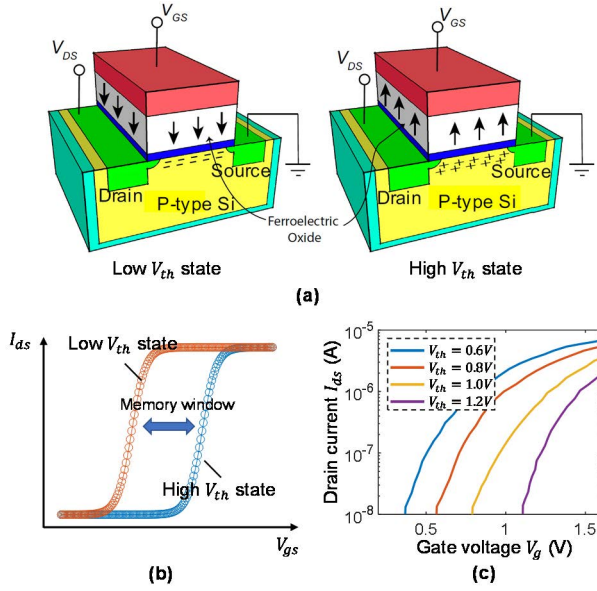 V_GS
V_GS
V_DS
V_DS
Drain
Source
P-type Si
Drain
Source
P-type Si
Ferroelectric
Oxide
Low V_th state
High V_th state
(a)
I_ds
Low V_th state
Memory window
High V_th state
V_gs
(b)
Drain current I_ds (A)
10^-5
10^-6
10^-7
10^-8
V_th = 0.6V
V_th = 0.8V
V_th = 1.0V
V_th = 1.2V
0.5
1
1.5
Gate voltage V_g (V)
(c)